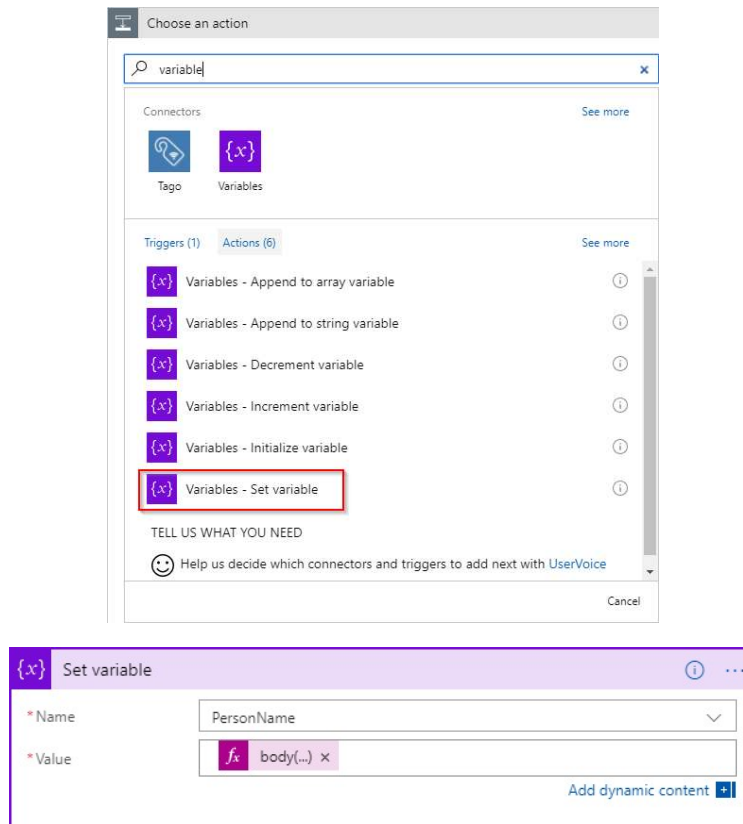 Choose an action
variable
Connectors
See more
{x}
Tago
Variables
Triggers (1)
Actions (6)
See more
{x} Variables - Append to array variable
{x} Variables - Append to string variable
{x} Variables - Decrement variable
{x} Variables - Increment variable
{x} Variables - Initialize variable
{x} Variables - Set variable
TELL US WHAT YOU NEED
Help us decide which connectors and triggers to add next with UserVoice
Cancel
{x} Set variable
* Name
PersonName
* Value
fx body(...) ×
Add dynamic content